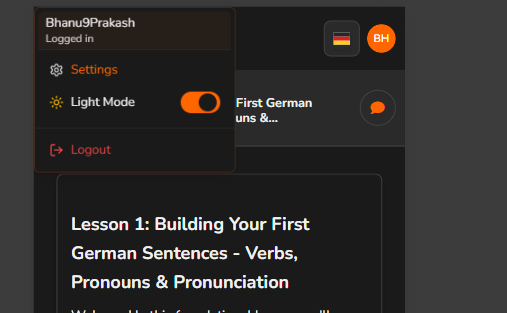 Bhanu9Prakash
Logged in
Settings
Light Mode
Logout
BH
First German
uns &...
Lesson 1: Building Your First
German Sentences - Verbs,
Pronouns & Pronunciation